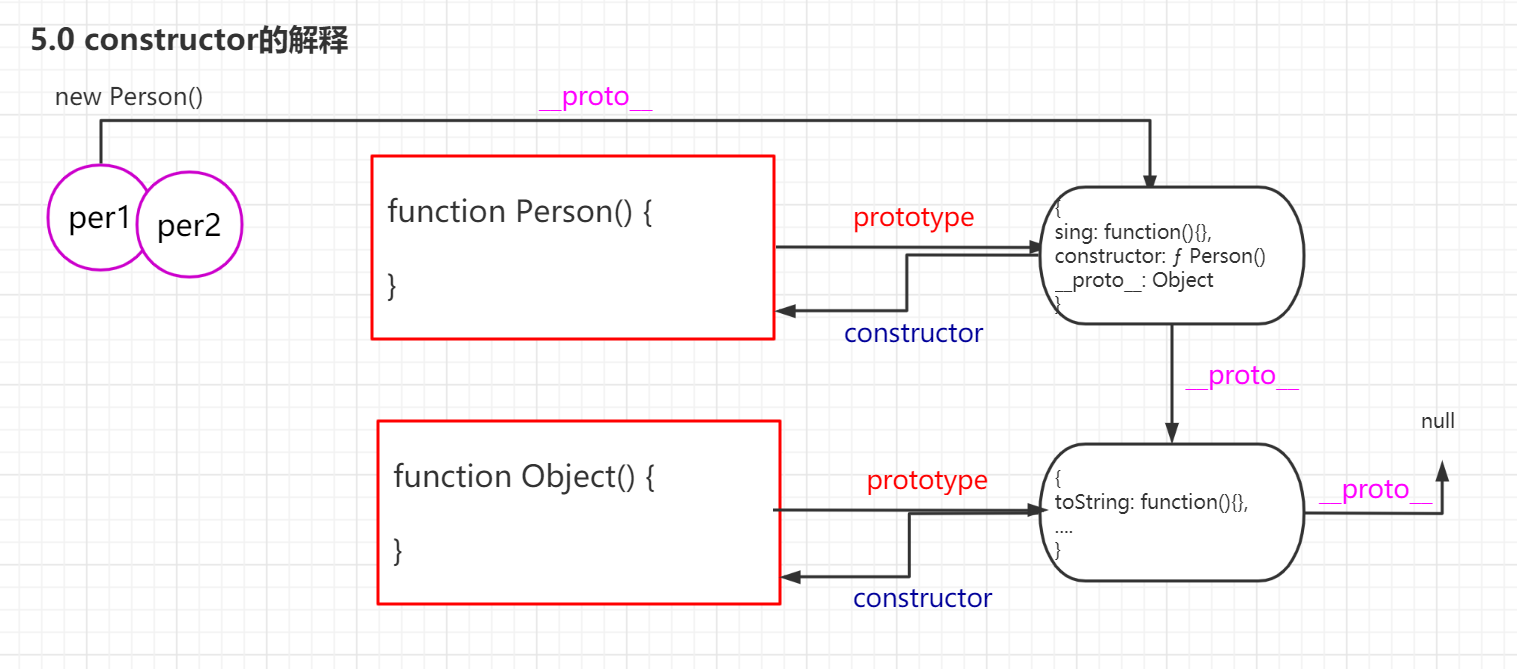 5.0 constructor的解释
new Person()
__proto__
per1
per2
function Person() {
}
prototype
constructor
{
sing: function(){},
constructor: ƒ Person()
__proto__: Object
}
__proto__
function Object() {
}
prototype
constructor
{
toString: function(){},
....
}
__proto__
null